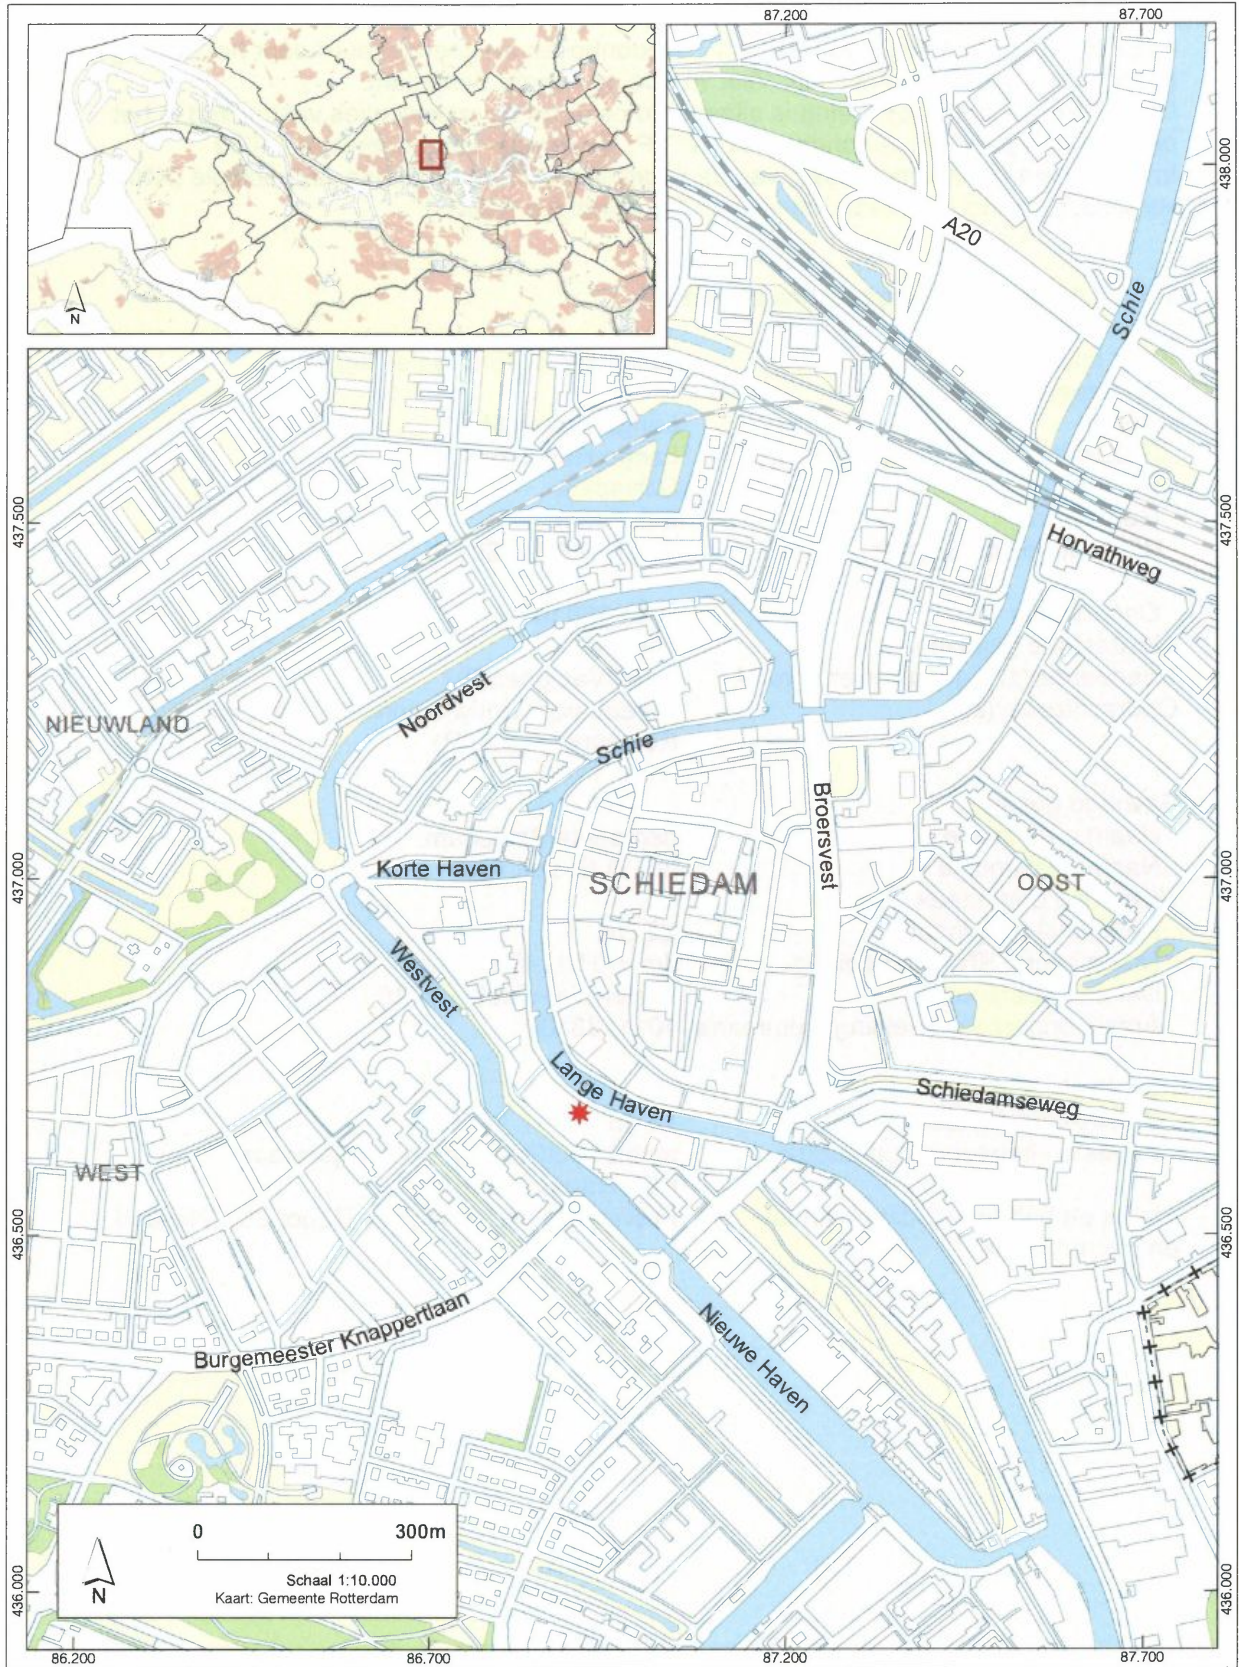 87.200
87.700
438.000
A20
Schie
N
437.500
437.500
Horvathweg
Noordvest
NIEUWLAND
Schie
Broersvest
Korte Haven
SCHIEDAM
OOST
437.000
437.000
Westvest
Lange Haven
Schiedamseweg
WEST
436.500
436.500
Burgemeester Knappertlaan
Nieuwe Haven
0 300m
Schaal 1:10.000
Kaart: Gemeente Rotterdam
N
436.000
436.000
86.200
86.700
87.200
87.700